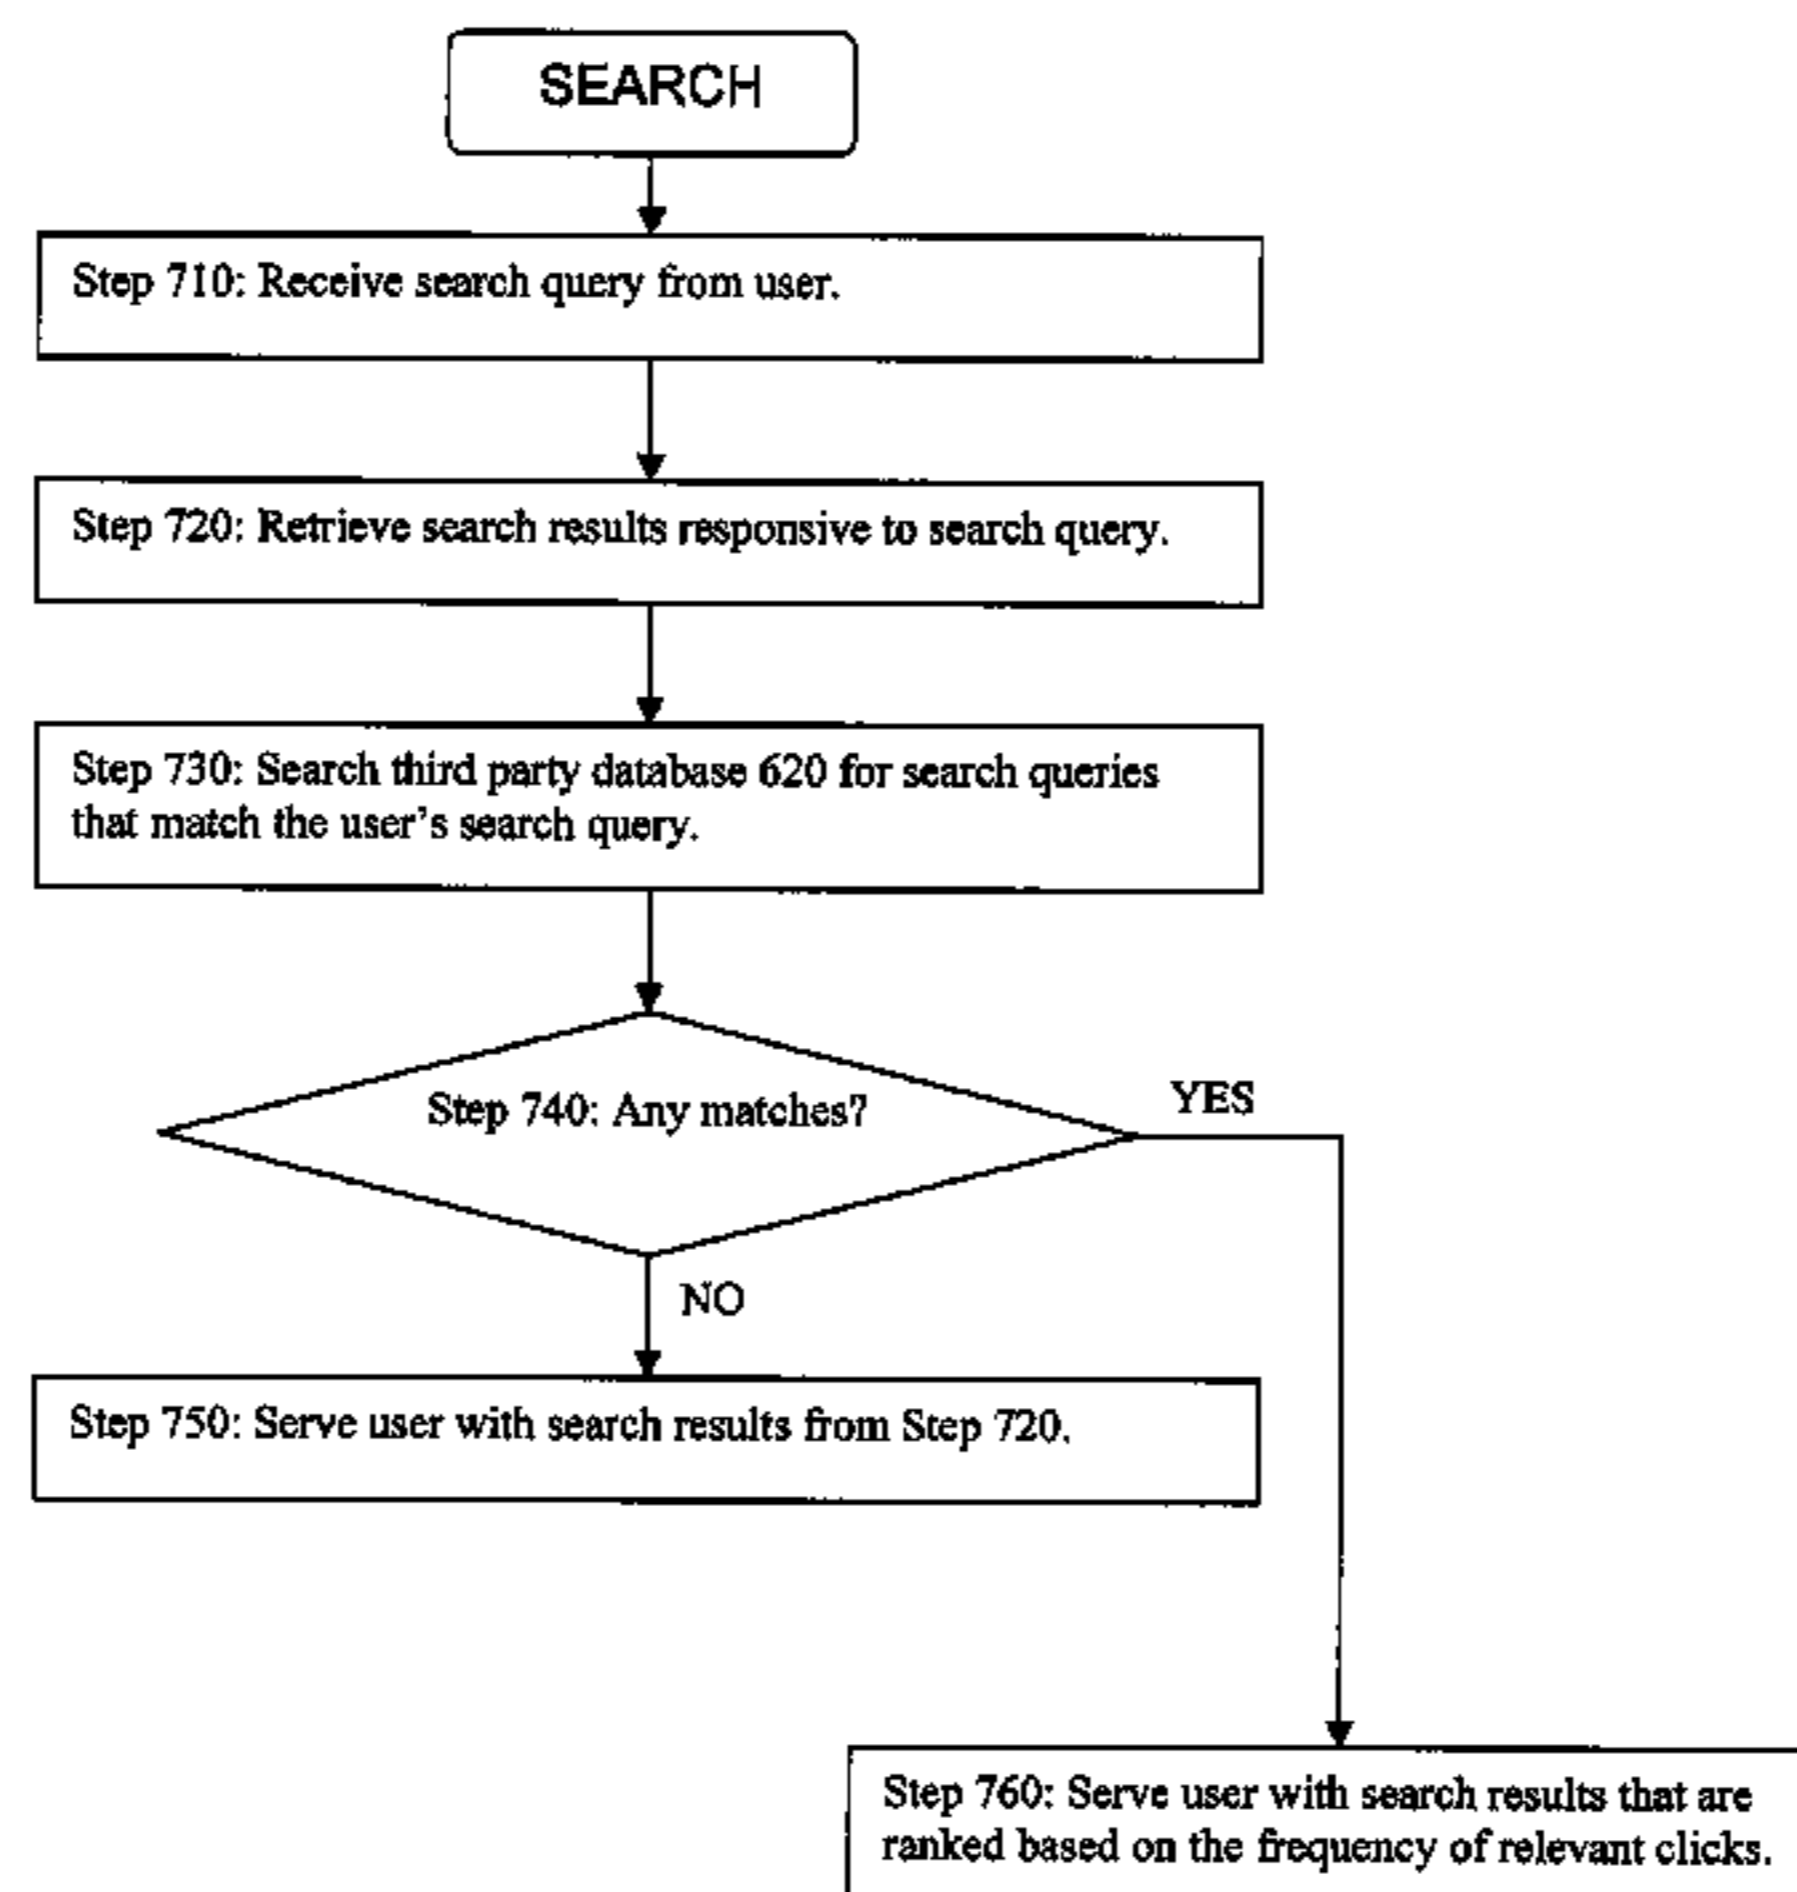 SEARCH
Step 710: Receive search query from user.
Step 720: Retrieve search results responsive to search query.
Step 730: Search third party database 620 for search queries
that match the user's search query.
Step 740: Any matches?
YES
NO
Step 750: Serve user with search results from Step 720.
Step 760: Serve user with search results that are
ranked based on the frequency of relevant clicks.